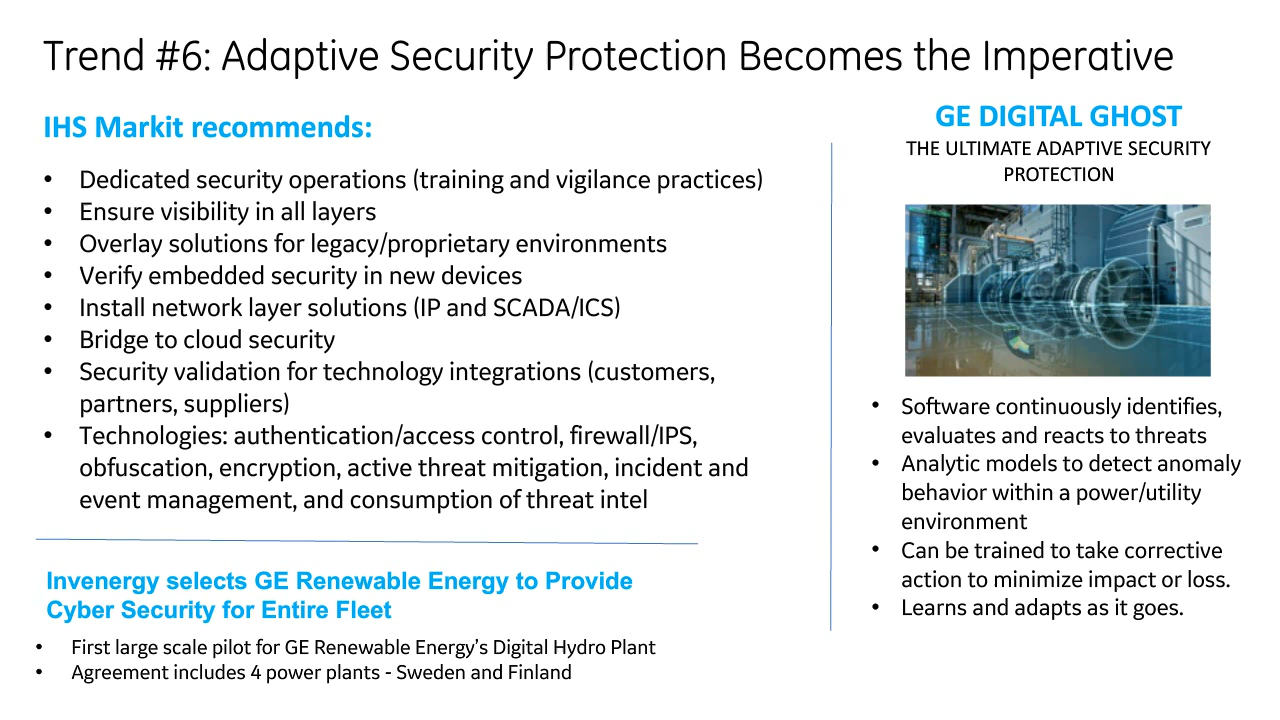 Trend #6: Adaptive Security Protection Becomes the Imperative
IHS Markit recommends:
• Dedicated security operations (training and vigilance practices)
• Ensure visibility in all layers
• Overlay solutions for legacy/proprietary environments
• Verify embedded security in new devices
• Install network layer solutions (IP and SCADA/ICS)
• Bridge to cloud security
• Security validation for technology integrations (customers,
partners, suppliers)
• Technologies: authentication/access control, firewall/IPS,
obfuscation, encryption, active threat mitigation, incident and
event management, and consumption of threat intel
Invenergy selects GE Renewable Energy to Provide
Cyber Security for Entire Fleet
• First large scale pilot for GE Renewable Energy’s Digital Hydro Plant
• Agreement includes 4 power plants - Sweden and Finland
GE DIGITAL GHOST
THE ULTIMATE ADAPTIVE SECURITY
PROTECTION
• Software continuously identifies,
evaluates and reacts to threats
• Analytic models to detect anomaly
behavior within a power/utility
environment
• Can be trained to take corrective
action to minimize impact or loss.
• Learns and adapts as it goes.